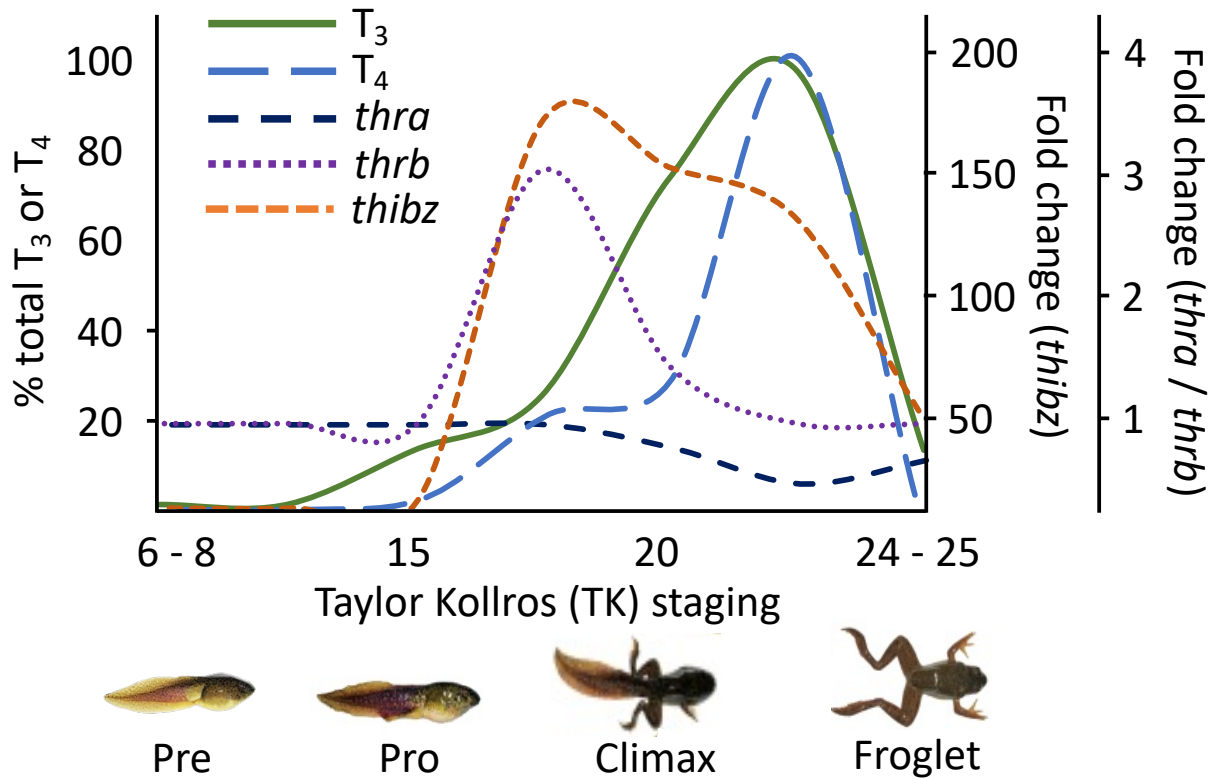 T3
T4
thra
thrb
thibz
% total T3 or T4
100
80
60
40
20
200
150
100
50
Fold change (thibz)
4
3
2
1
Fold change (thra / thrb)
6 - 8
15
20
24 - 25
Taylor Kollros (TK) staging
Pre
Pro
Climax
Froglet